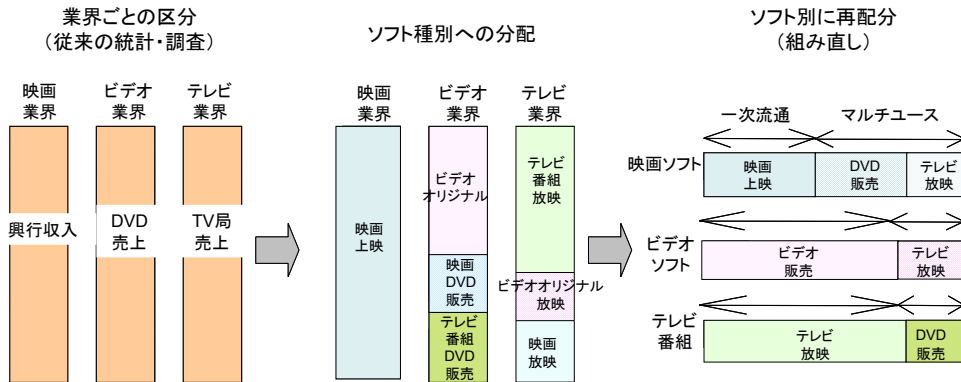 業界ごとの区分
（従来の統計・調査）
ソフト種別への分配
ソフト別に再配分
（組み直し）
映画
業界
ビデオ
業界
テレビ
業界
興行収入
DVD
売上
TV局
売上
映画
業界
ビデオ
業界
テレビ
業界
映画
上映
ビデオ
オリジナル
映画
DVD
販売
テレビ
番組
DVD
販売
テレビ
番組
放映
ビデオオリジナル
放映
映画
放映
一次流通
マルチユース
映画ソフト
映画
上映
DVD
販売
テレビ
放映
ビデオ
ソフト
ビデオ
販売
テレビ
放映
テレビ
番組
テレビ
放映
DVD
販売